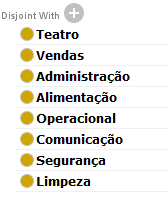 Disjoint With
Teatro
Vendas
Administração
Alimentação
Operacional
Comunicação
Segurança
Limpeza